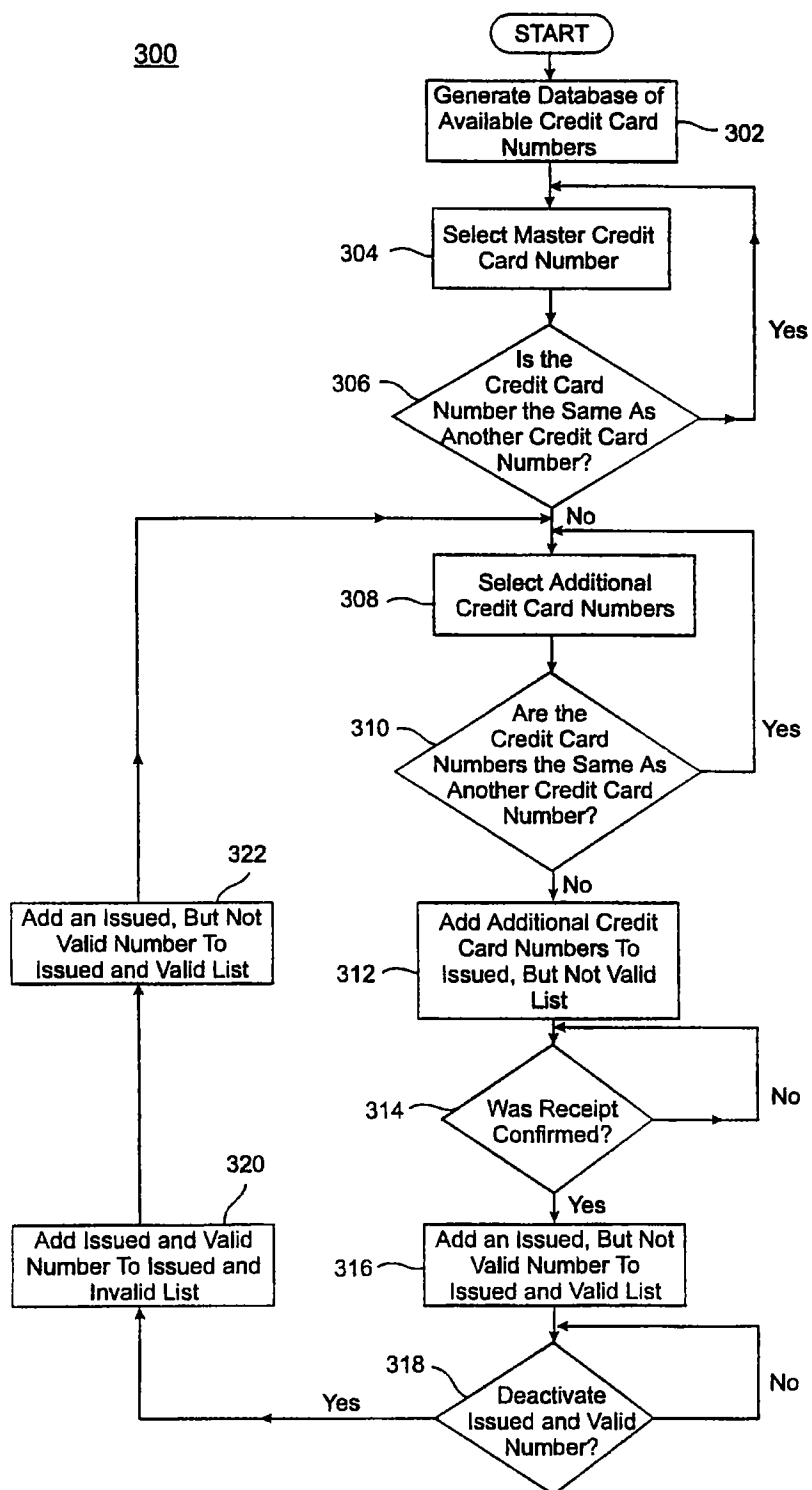 300
START
Generate Database of
Available Credit Card
Numbers
302
304
Select Master Credit
Card Number
Yes
306
Is the
Credit Card
Number the Same As
Another Credit Card
Number?
No
308
Select Additional
Credit Card Numbers
310
Are the
Credit Card
Numbers the Same As
Another Credit Card
Number?
Yes
No
312
Add Additional Credit
Card Numbers To
Issued, But Not Valid
List
314
Was Receipt
Confirmed?
No
Yes
316
Add an Issued, But Not
Valid Number To
Issued and Valid List
318
Deactivate
Issued and Valid
Number?
No
Yes
320
Add Issued and Valid
Number To Issued and
Invalid List
322
Add an Issued, But Not
Valid Number To
Issued and Valid List